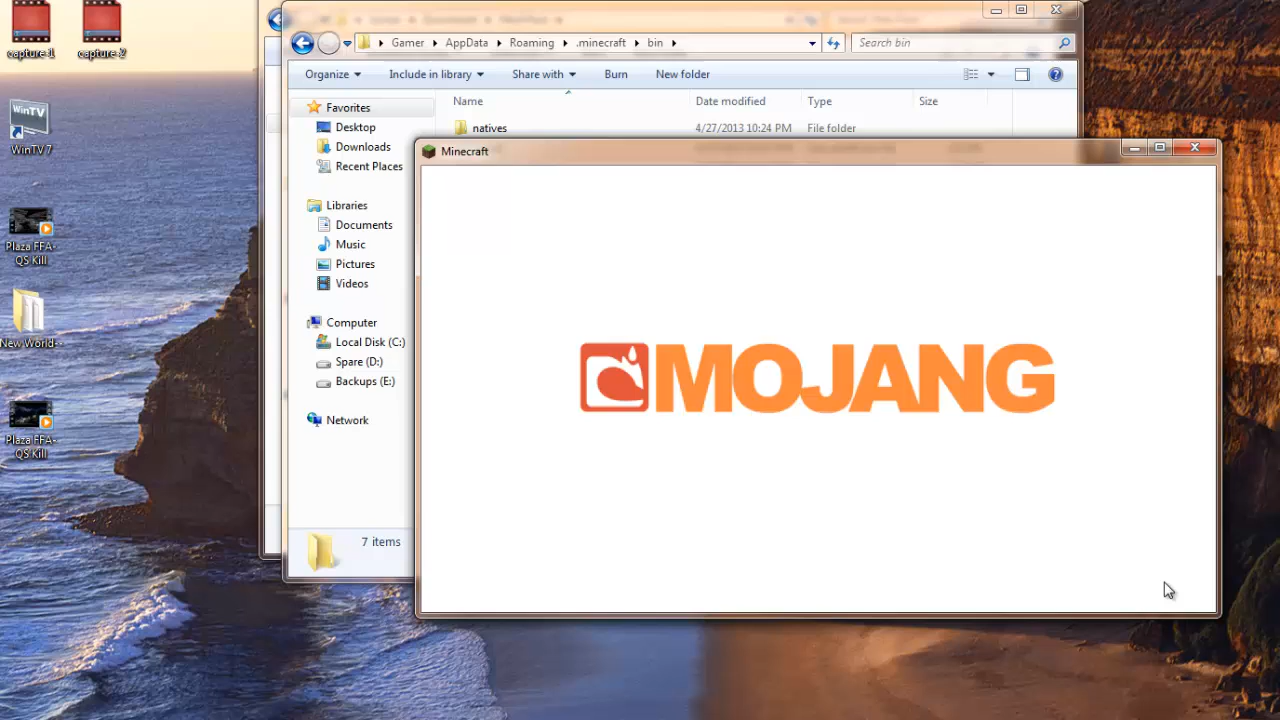 capture-1
capture-2
WinTV
WinTV 7
Plaza FFA-
QS Kill
New World-
Plaza FFA-
QS Kill
Gamer
AppData
Roaming
.minecraft
bin
Search bin
Organize
Include in library
Share with
Burn
New folder
Name
Date modified
Type
Size
Favorites
Desktop
Downloads
Recent Places
Libraries
Documents
Music
Pictures
Videos
Computer
Local Disk (C:)
Spare (D:)
Backups (E:)
Network
natives
4/27/2013 10:24 PM
File folder
7 items
Minecraft
MOJANG